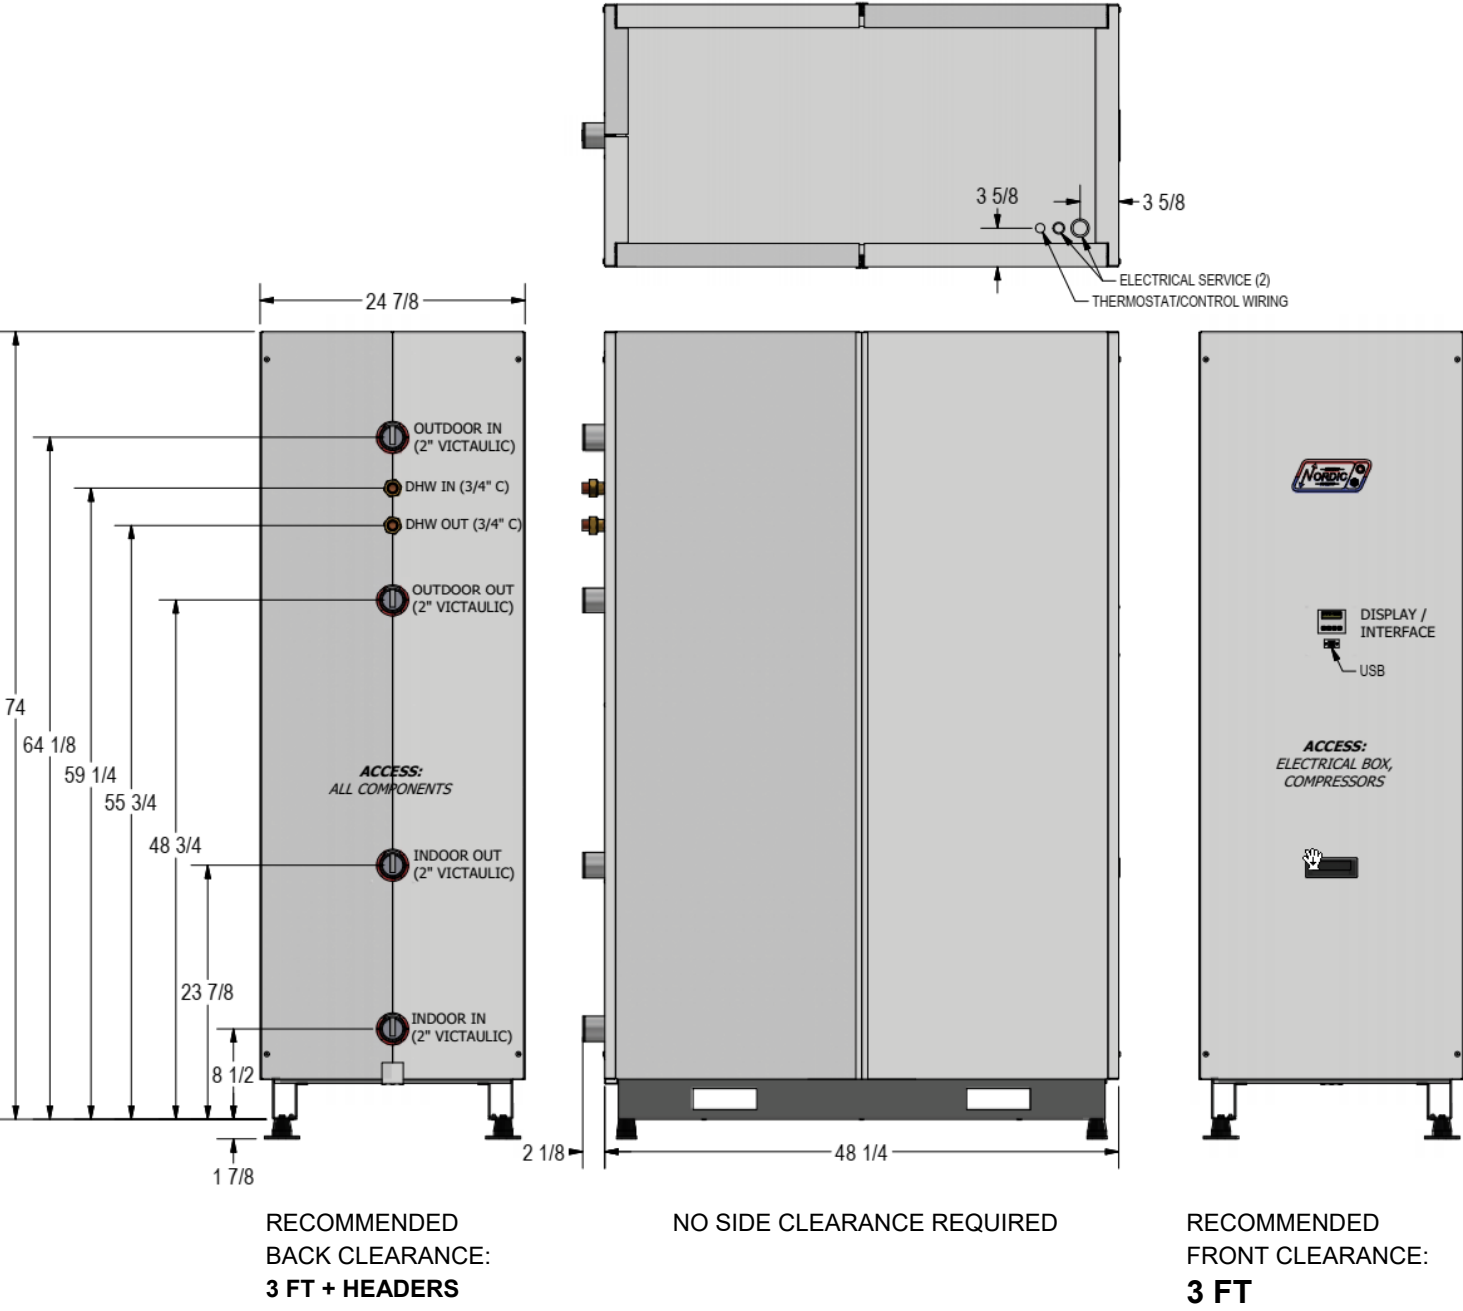 3 5/8
3 5/8
ELECTRICAL SERVICE (2)
THERMOSTAT/CONTROL WIRING
24 7/8
OUTDOOR IN
(2" VICTAULIC)
DHW IN (3/4" C)
DHW OUT (3/4" C)
OUTDOOR OUT
(2" VICTAULIC)
74
64 1/8
59 1/4
55 3/4
48 3/4
ACCESS:
ALL COMPONENTS
INDOOR OUT
(2" VICTAULIC)
23 7/8
INDOOR IN
(2" VICTAULIC)
8 1/2
1 7/8
2 1/8
48 1/4
NORDIC
DISPLAY /
INTERFACE
USB
ACCESS:
ELECTRICAL BOX,
COMPRESSORS
RECOMMENDED
BACK CLEARANCE:
3 FT + HEADERS
NO SIDE CLEARANCE REQUIRED
RECOMMENDED
FRONT CLEARANCE:
3 FT